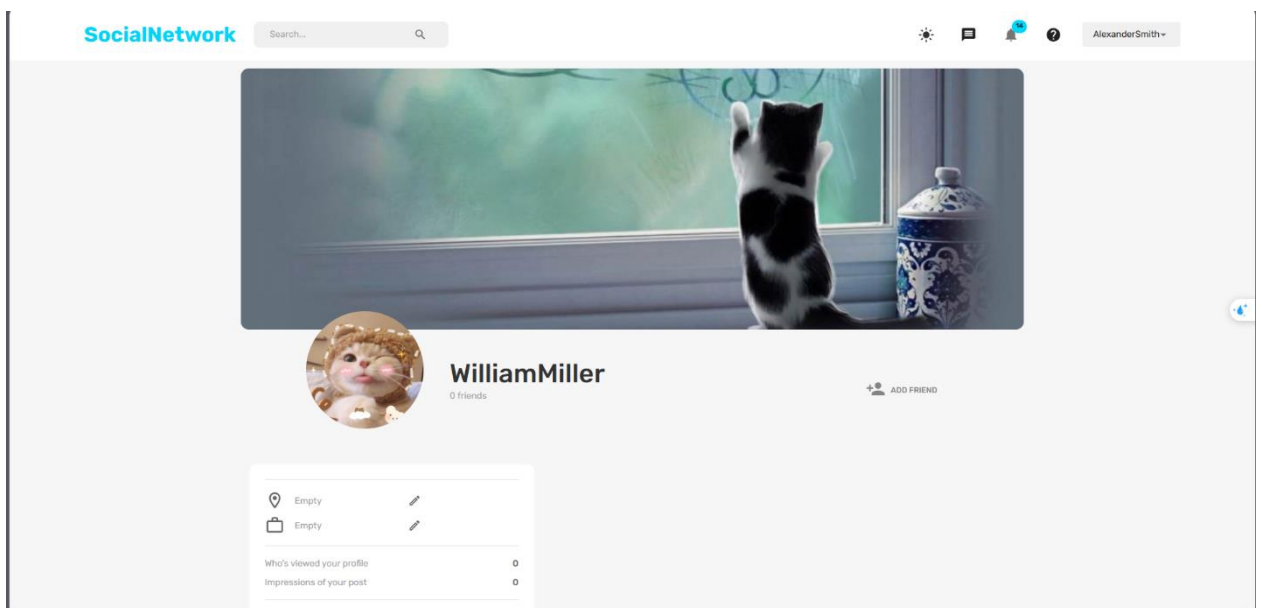 SocialNetwork
Search...
14
AlexanderSmith
WilliamMiller
0 friends
ADD FRIEND
Empty
Empty
Who's viewed your profile 0
Impressions of your post 0